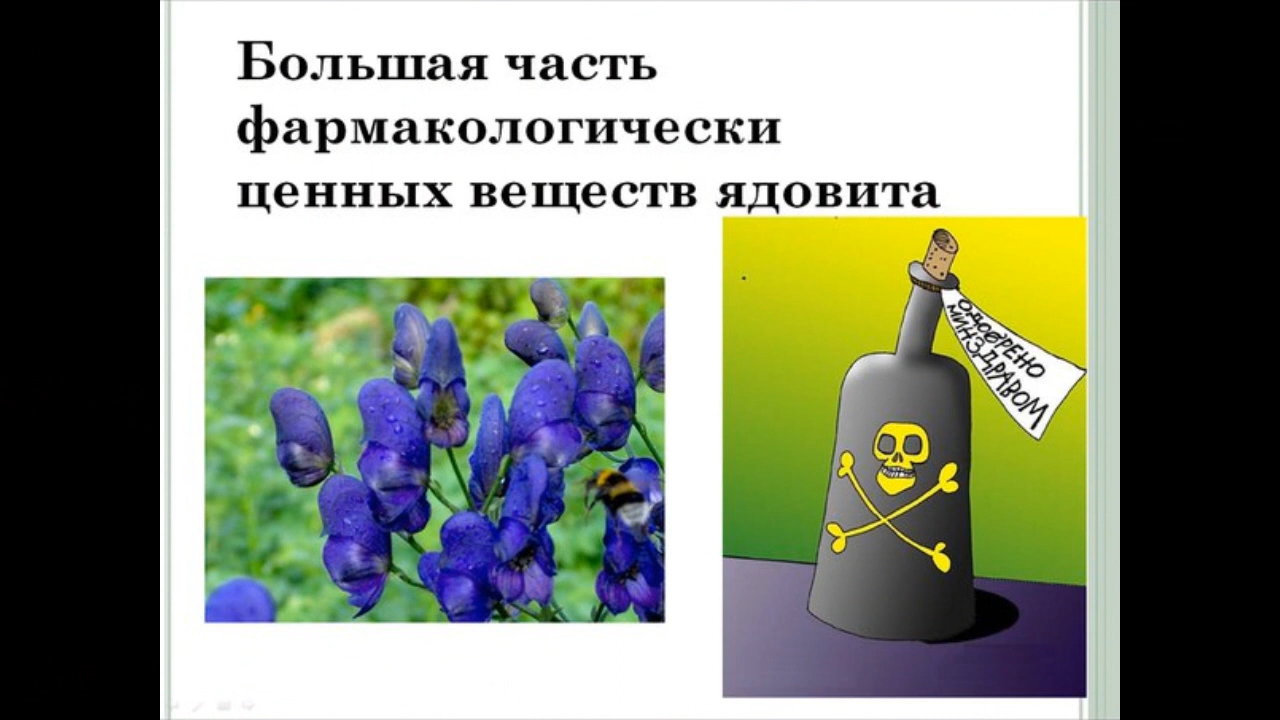 Большая часть
фармакологически
ценных веществ ядовита
ОДОБРЕНО
МИНЗДРАВОМ